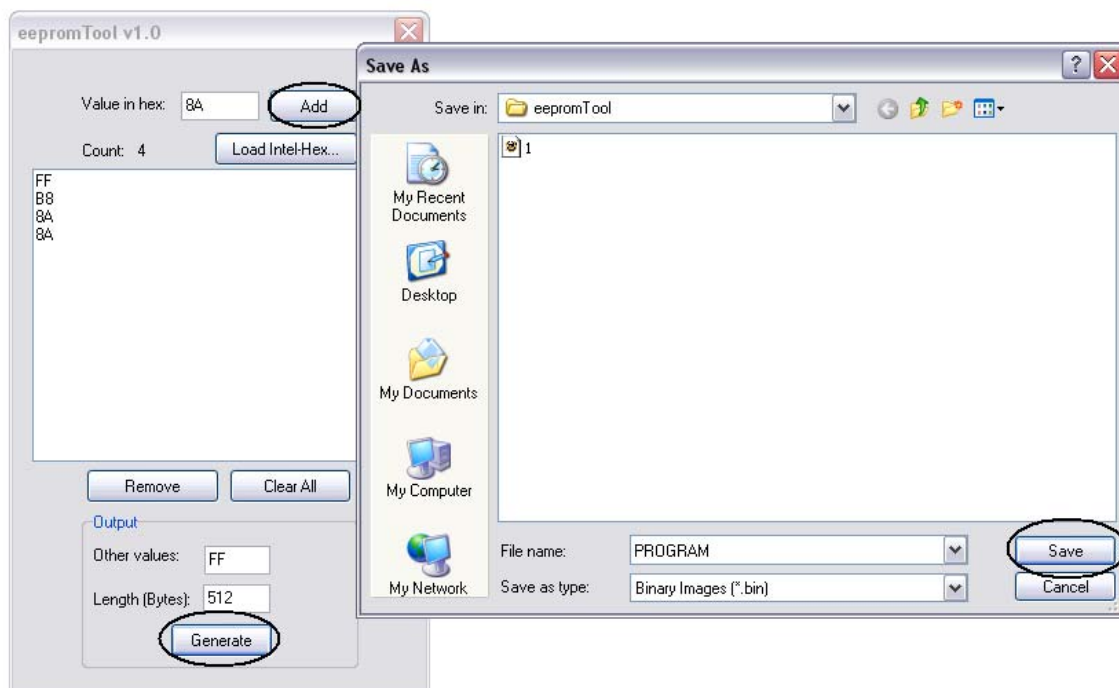 eepromTool v1.0
Value in hex: 8A Add
Count: 4 Load Intel-Hex...
FF
B8
8A
8A
Remove Clear All
Output
Other values: FF
Length (Bytes): 512
Generate
Save As
Save in: eepromTool
1
My Recent
Documents
Desktop
My Documents
My Computer
My Network
File name: PROGRAM Save
Save as type: Binary Images (*.bin) Cancel